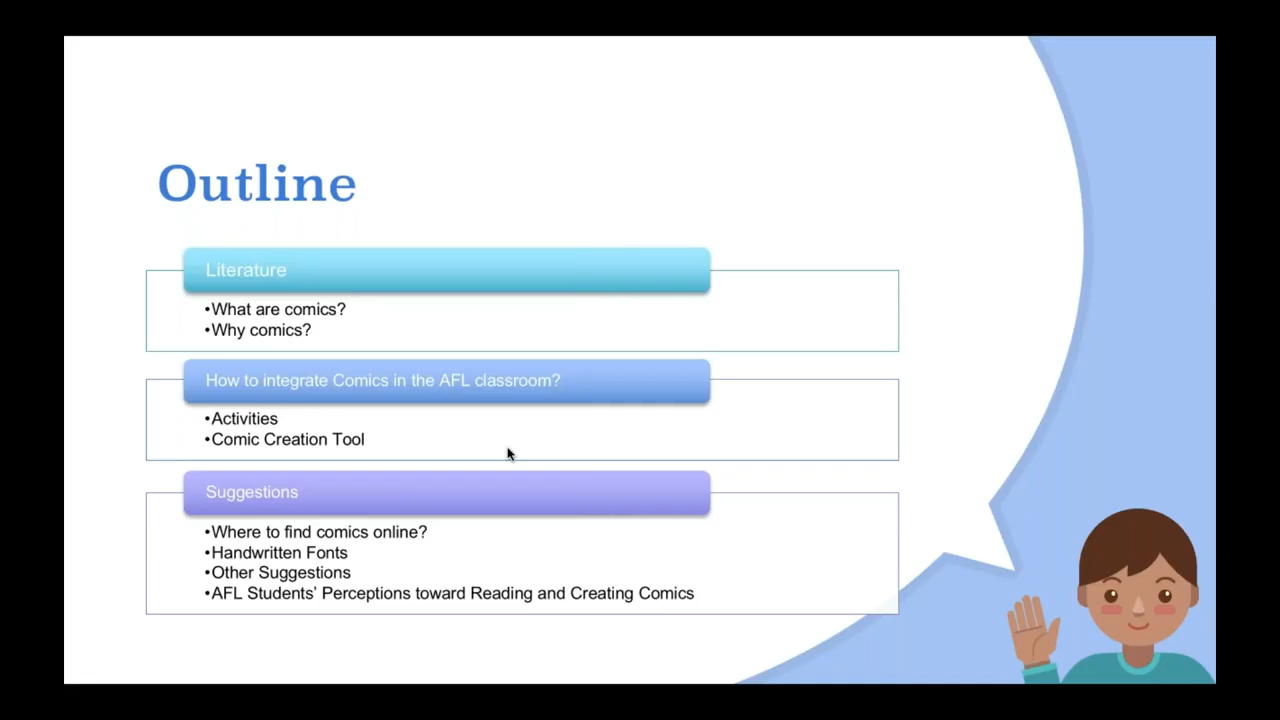 Outline
Literature
•What are comics?
•Why comics?
How to integrate Comics in the AFL classroom?
•Activities
•Comic Creation Tool
Suggestions
•Where to find comics online?
•Handwritten Fonts
•Other Suggestions
•AFL Students’ Perceptions toward Reading and Creating Comics